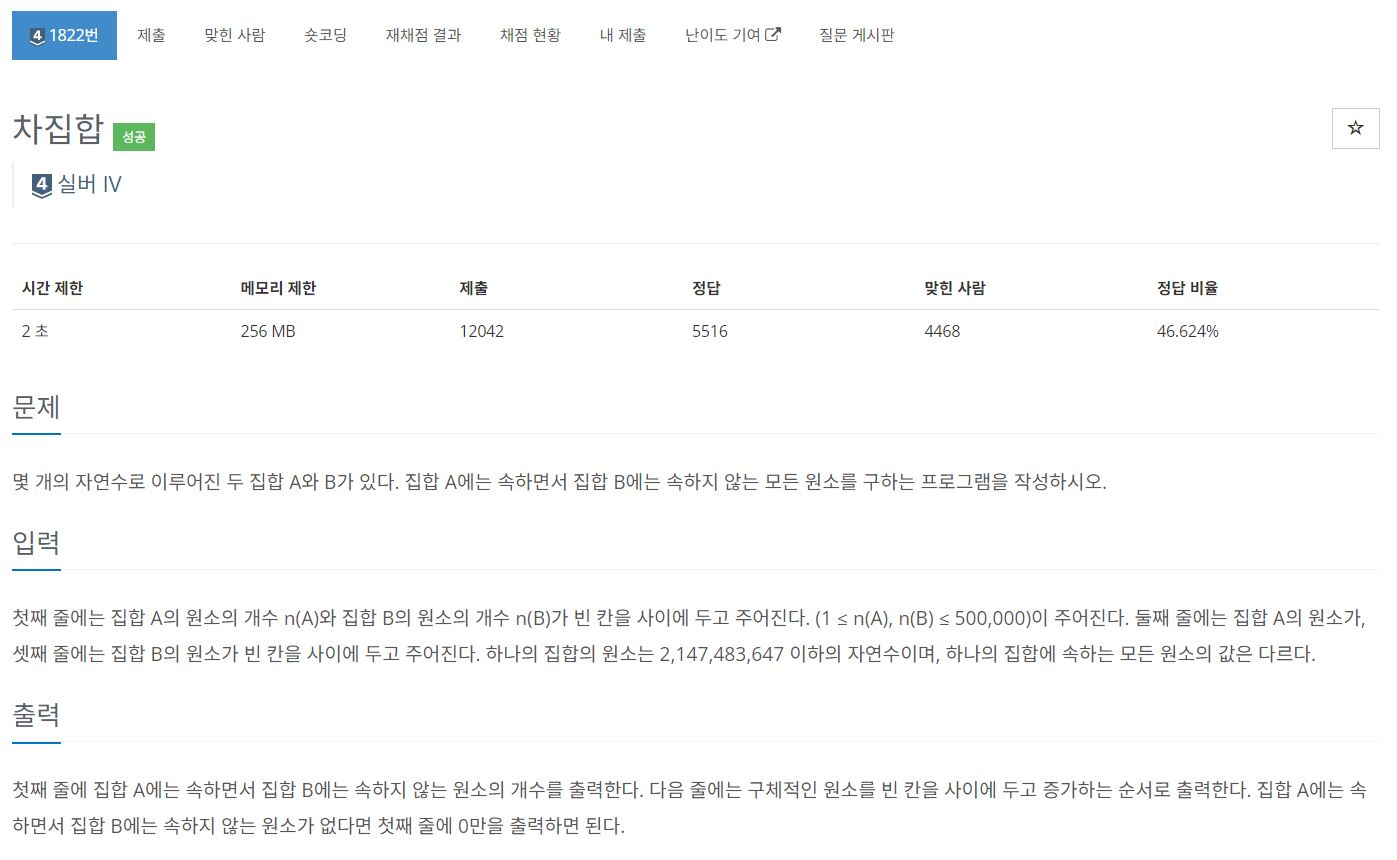 4 1822번 제출 맞힌 사람 숏코딩 재채점 결과 채점 현황 내 제출 난이도 기여 질문 게시판
차집합 성공
4 실버 IV
시간 제한 메모리 제한 제출 정답 맞힌 사람 정답 비율
2 초 256 MB 12042 5516 4468 46.624%
문제
몇 개의 자연수로 이루어진 두 집합 A와 B가 있다. 집합 A에는 속하면서 집합 B에는 속하지 않는 모든 원소를 구하는 프로그램을 작성하시오.
입력
첫째 줄에는 집합 A의 원소의 개수 n(A)와 집합 B의 원소의 개수 n(B)가 빈 칸을 사이에 두고 주어진다. (1 ≤ n(A), n(B) ≤ 500,000)이 주어진다. 둘째 줄에는 집합 A의 원소가,
셋째 줄에는 집합 B의 원소가 빈 칸을 사이에 두고 주어진다. 하나의 집합의 원소는 2,147,483,647 이하의 자연수이며, 하나의 집합에 속하는 모든 원소의 값은 다르다.
출력
첫째 줄에 집합 A에는 속하면서 집합 B에는 속하지 않는 원소의 개수를 출력한다. 다음 줄에는 구체적인 원소를 빈 칸을 사이에 두고 증가하는 순서로 출력한다. 집합 A에는 속
하면서 집합 B에는 속하지 않는 원소가 없다면 첫째 줄에 0만을 출력하면 된다.